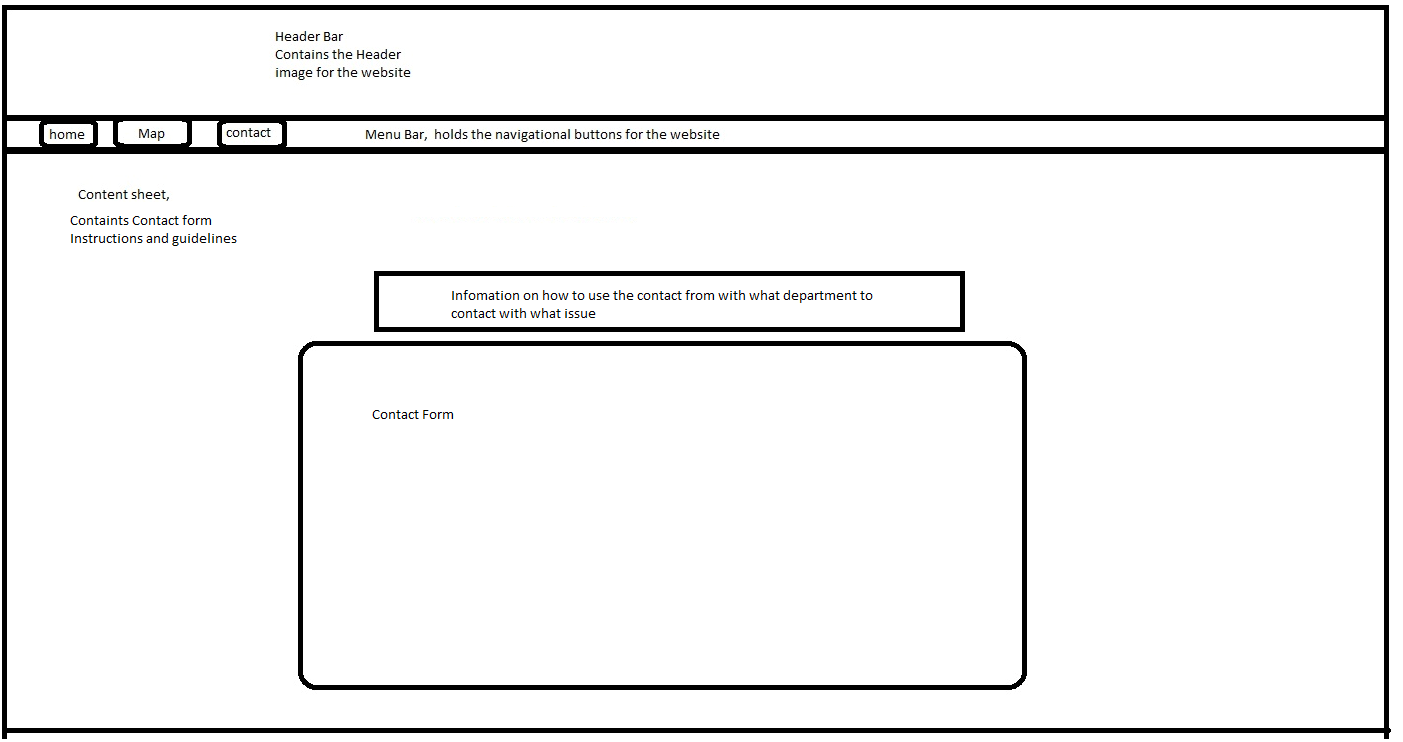 Header Bar
Contains the Header
image for the website
home
Map
contact
Menu Bar, holds the navigational buttons for the website
Content sheet,
Containts Contact form
Instructions and guidelines
Infomation on how to use the contact from with what department to
contact with what issue
Contact Form